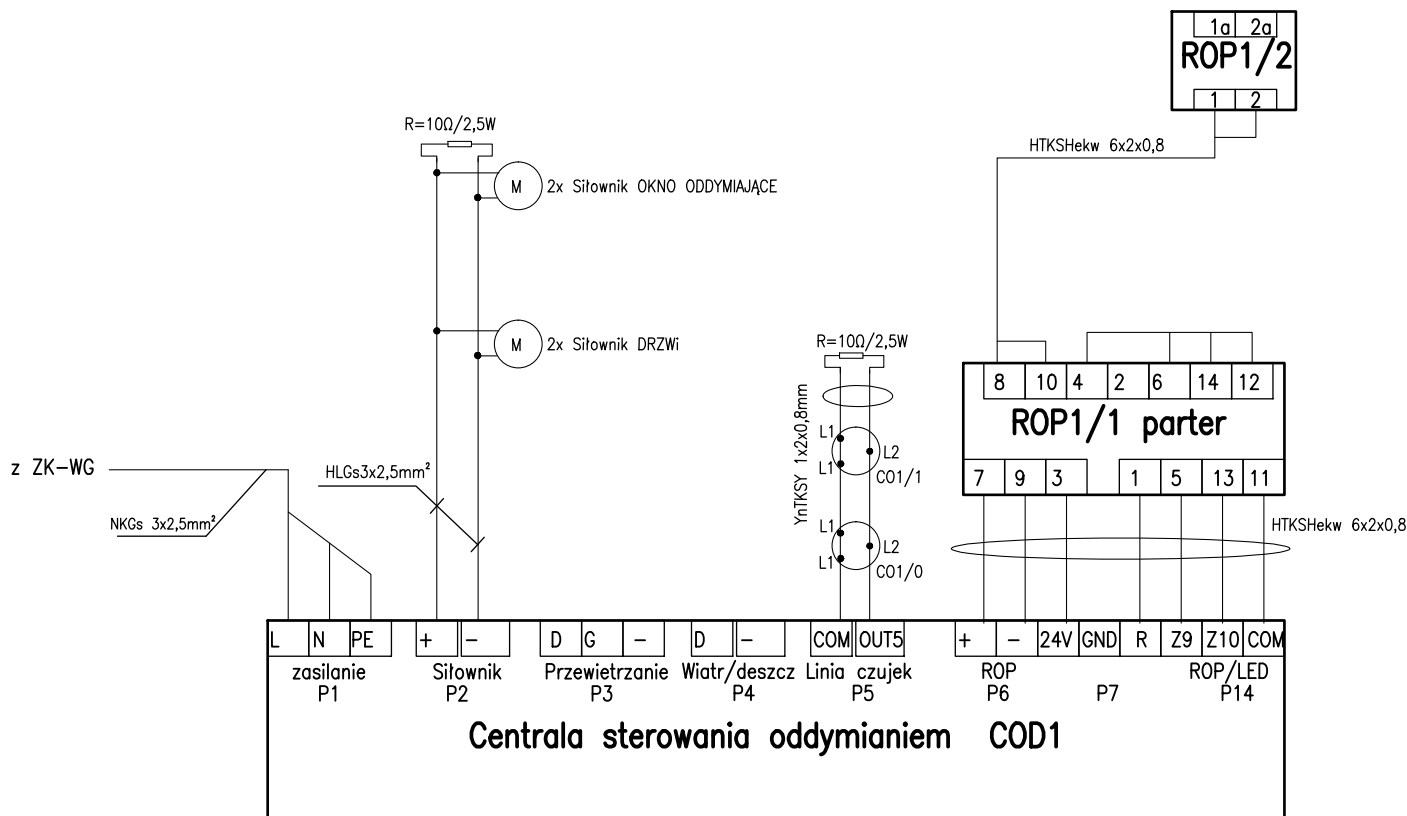 1a 2a
ROP1/2
1 2
HTKSHekw 6x2x0,8
R=10Ω/2,5W
M 2x Siłownik OKNO ODDYMIAJĄCE
M 2x Siłownik DRZWi
R=10Ω/2,5W
YnTKSY 1x2x0,8mm
L1
L1
L2
CO1/1
L1
L1
L2
CO1/0
8 10 4 2 6 14 12
ROP1/1 parter
7 9 3 1 5 13 11
HTKSHekw 6x2x0,8
z ZK-WG
NKGs 3x2,5mm²
HLGs3x2,5mm²
L N PE
zasilanie
P1
+ -
Siłownik
P2
D G -
Przewietrzanie
P3
D -
Wiatr/deszcz
P4
COM OUT5
Linia czujek
P5
+ - 24V GND R Z9 Z10 COM
ROP
P6
P7
ROP/LED
P14
Centrala sterowania oddymianiem COD1